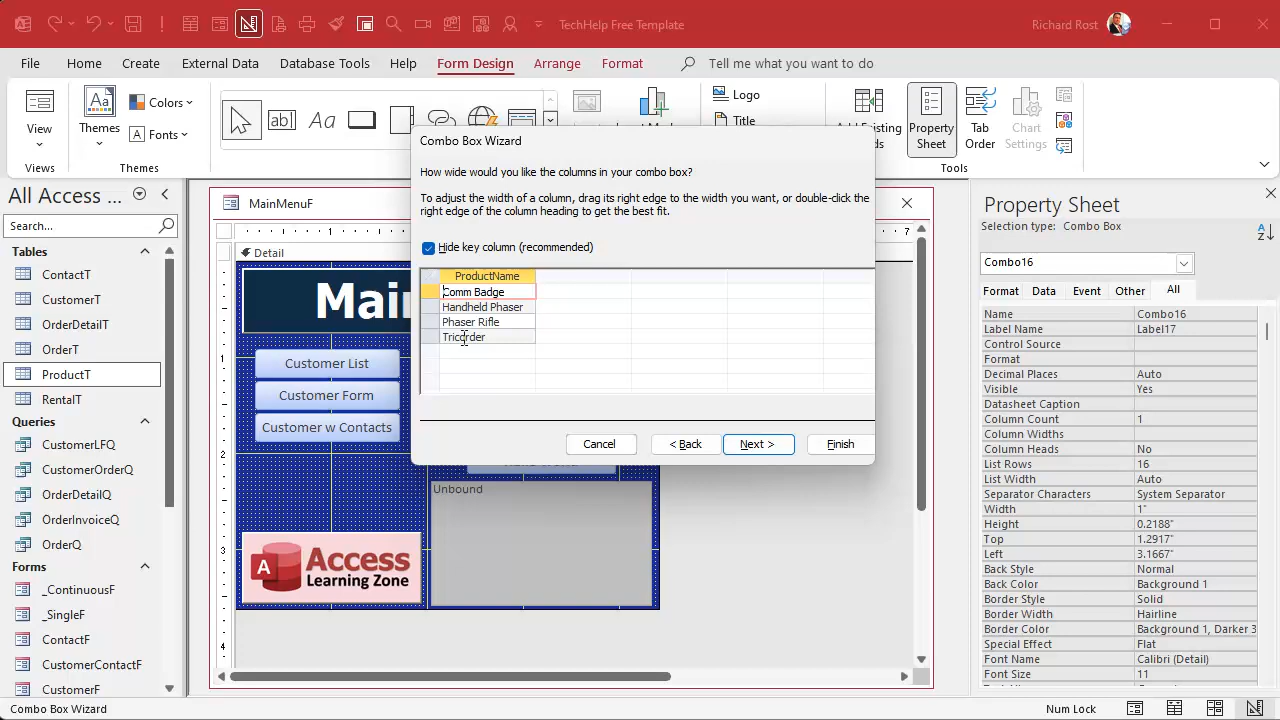 TechHelp Free Template
Richard Rost
File
Home
Create
External Data
Database Tools
Help
Form Design
Arrange
Format
Tell me what you want to do
View
Views
Aa
Themes
Colors
Fonts
Themes
ab
Aa
Logo
Title
Property
Sheet
Tab
Order
Chart
Settings
Tools
All Access
Search...
Tables
ContactT
CustomerT
OrderDetailT
OrderT
ProductT
RentalT
Queries
CustomerLFQ
CustomerOrderQ
OrderDetailQ
OrderInvoiceQ
OrderQ
Forms
_ContinuousF
_SingleF
ContactF
CustomerContactF
CustomerF
MainMenuF
1
7
Detail
Mai
1
2
3
4
Customer List
Customer Form
Customer w Contacts
Unbound
A
Access
Learning Zone
Combo Box Wizard
How wide would you like the columns in your combo box?
To adjust the width of a column, drag its right edge to the width you want, or double-click the
right edge of the column heading to get the best fit.
Hide key column (recommended)
ProductName
Comm Badge
Handheld Phaser
Phaser Rifle
Tricorder
Cancel
< Back
Next >
Finish
Property Sheet
Selection type: Combo Box
Combo16
Format
Data
Event
Other
All
Name Combo16
Label Name Label17
Control Source
Format
Decimal Places Auto
Visible Yes
Datasheet Caption
Column Count 1
Column Widths
Column Heads No
List Rows 16
List Width Auto
Separator Characters System Separator
Width 1"
Height 0.2188"
Top 1.2917"
Left 3.1667"
Back Style Normal
Back Color Background 1
Border Style Solid
Border Width Hairline
Border Color Background 1, Darker 3
Special Effect Flat
Font Name Calibri (Detail)
Font Size 11
Combo Box Wizard
Num Lock